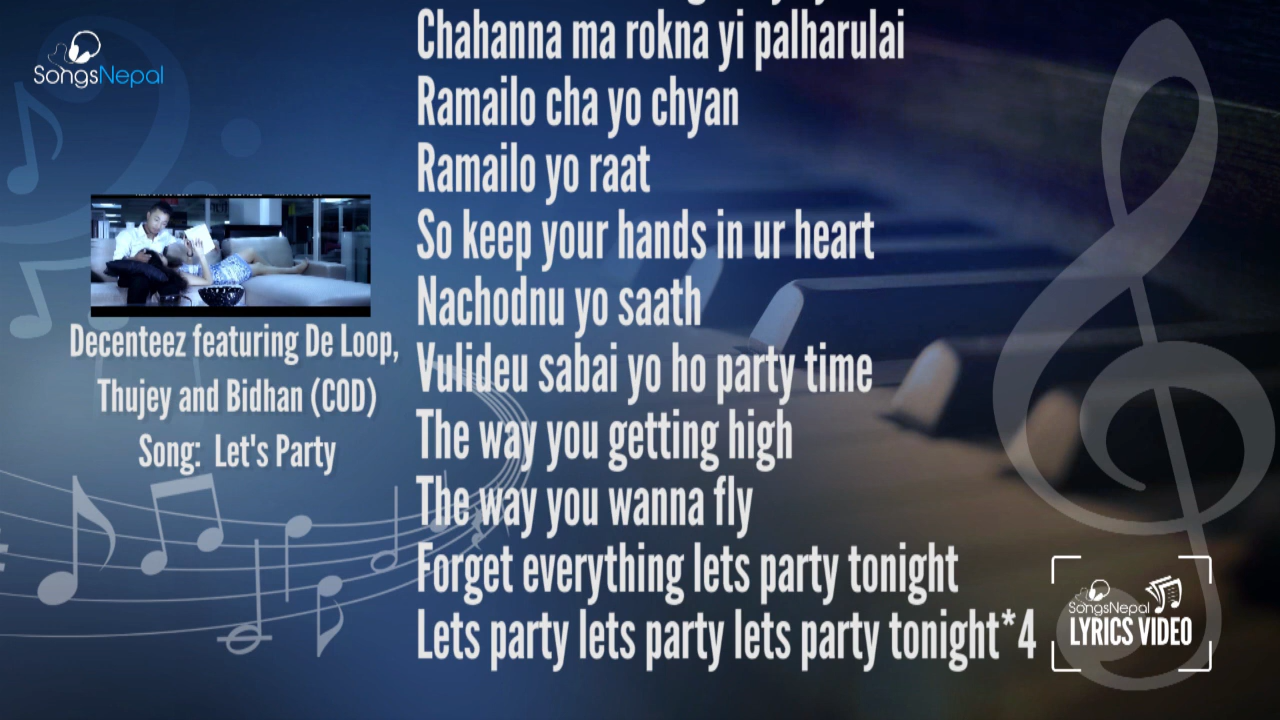 SongsNepal
Chahanna ma rokna yi palharulai
Ramailo cha yo chyan
Ramailo yo raat
So keep your hands in ur heart
Nachodnu yo saath
Vulideu sabai yo ho party time
The way you getting high
The way you wanna fly
Forget everything lets party tonight
Lets party lets party lets party tonight*4
Decenteez featuring De Loop,
Thujey and Bidhan (COD)
Song: Let's Party
SongsNepal
LYRICS VIDEO